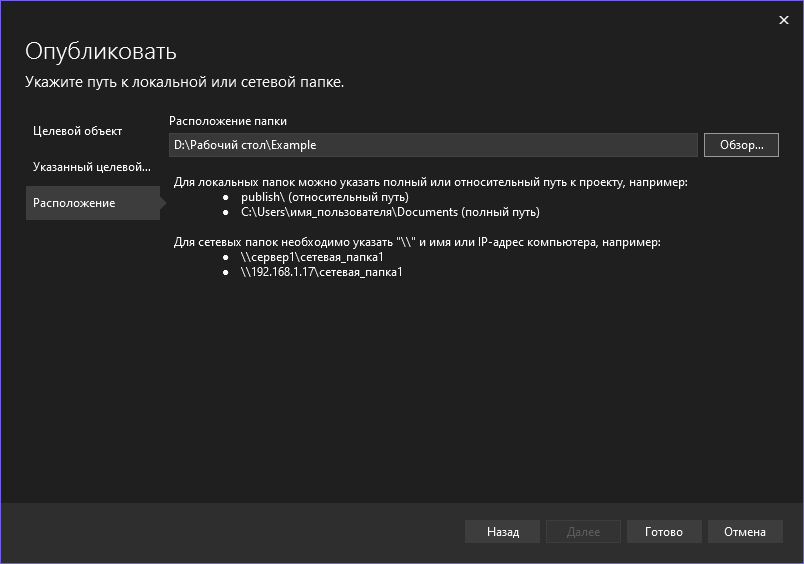 Опубликовать
Укажите путь к локальной или сетевой папке.
Целевой объект
Указанный целевой...
Расположение
Расположение папки
D:\Рабочий стол\Example
Обзор...
Для локальных папок можно указать полный или относительный путь к проекту, например:
● publish\ (относительный путь)
● C:\Users\имя_пользователя\Documents (полный путь)
Для сетевых папок необходимо указать "\\" и имя или IP-адрес компьютера, например:
● \\сервер1\сетевая_папка1
● \\192.168.1.17\сетевая_папка1
Назад
Далее
Готово
Отмена